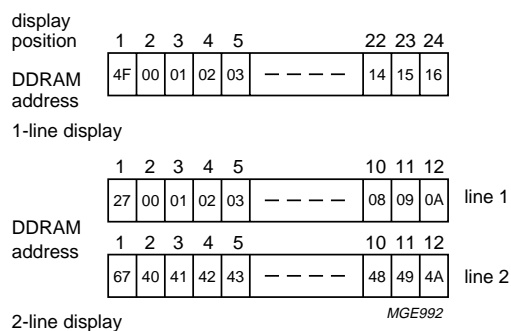 display
position 1 2 3 4 5 22 23 24
DDRAM
address
4F 00 01 02 03 – – – – 14 15 16
1-line display
1 2 3 4 5 10 11 12
27 00 01 02 03 – – – – 08 09 0A line 1
DDRAM
address
1 2 3 4 5 10 11 12
67 40 41 42 43 – – – – 48 49 4A line 2
MGE992
2-line display